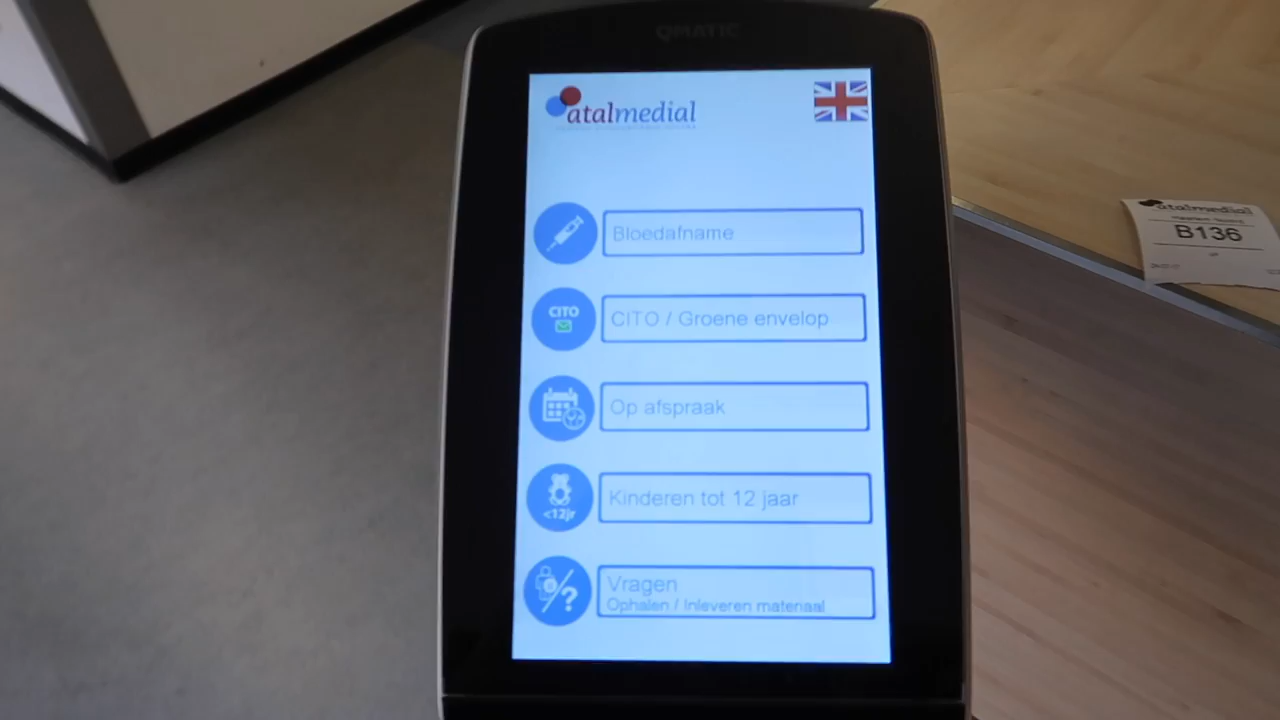 QMATIC
atalmedial
Bloedafname
CITO
CITO / Groene envelop
Op afspraak
Kinderen tot 12 jaar
<12jr
Vragen
?
Ophalen / Inleveren materiaal
atalmedial
B136